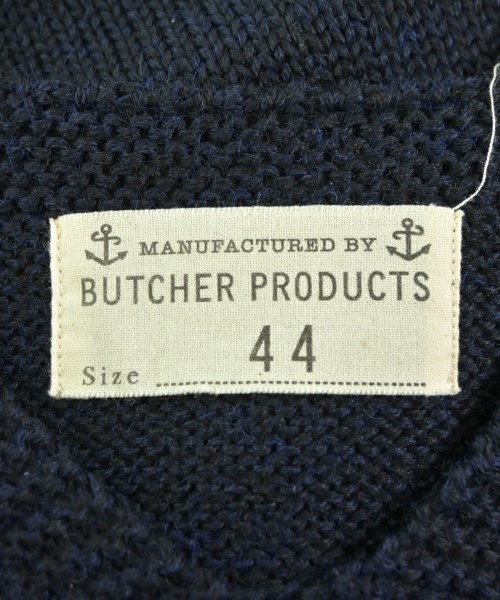 MANUFACTURED BY
BUTCHER PRODUCTS
44
Size